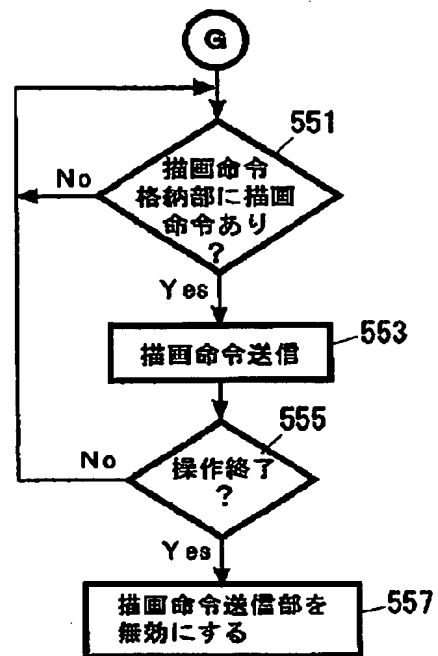 G
551
描画命令
格納部に描画
命令あり
?
No
Yes
描画命令送信
553
555
操作終了
?
No
Yes
描画命令送信部を
無効にする
557